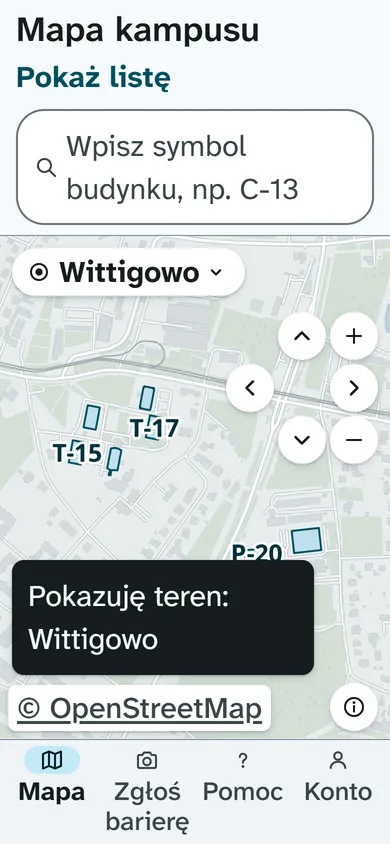 Mapa kampusu
Pokaż listę
Wpisz symbol
budynku, np. C-13
Wittigowo
T-17
T-15
P-20
Pokazuję teren:
Wittigowo
© OpenStreetMap
Mapa
Zgłoś
barierę
?
Pomoc
Konto